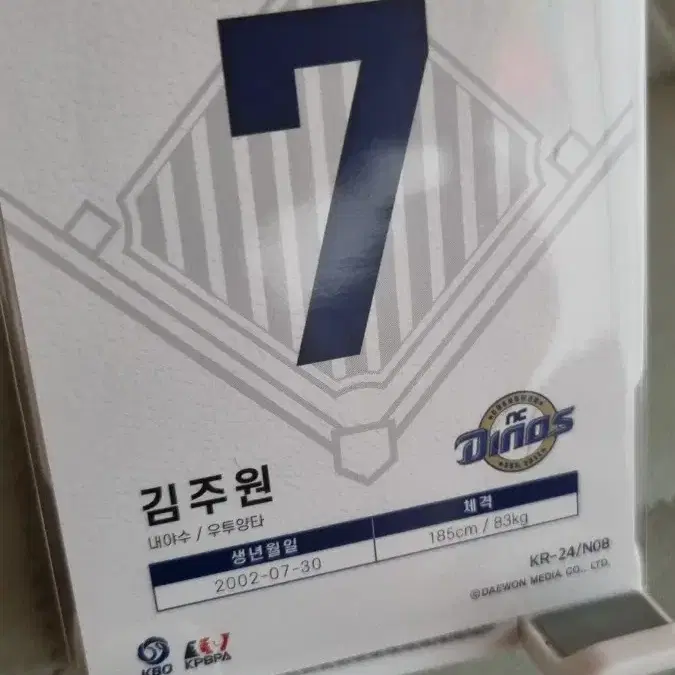 7
NC
DINOS
김주원
내야수 / 우투양타
생년월일
체격
2002-07-30
185cm / 83kg
KR-24/N08
©DAEWON MEDIA CO., LTD.
KBO
KPBPA